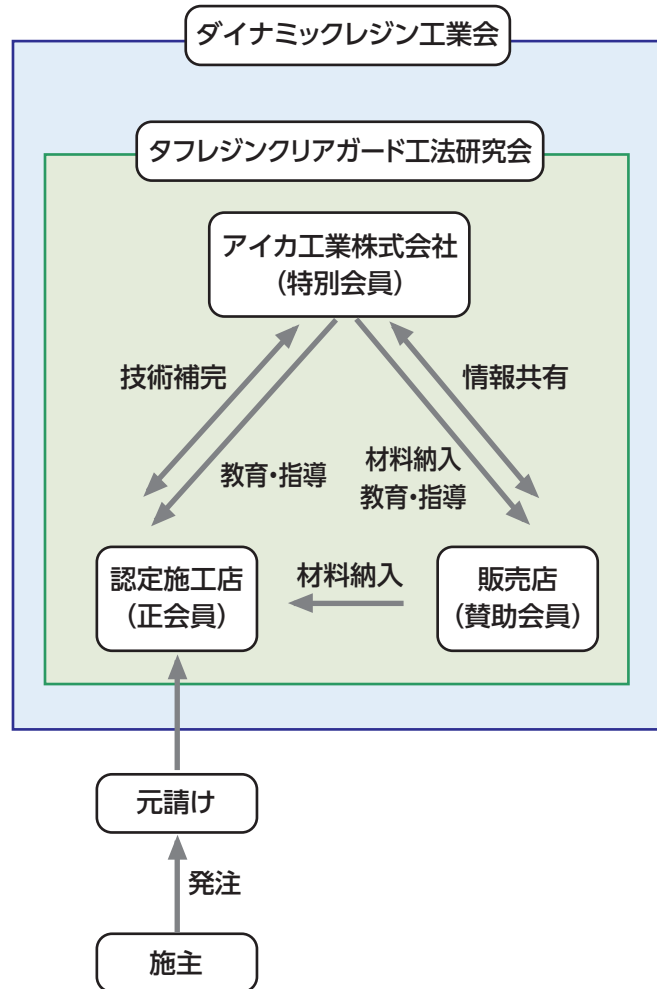 ダイナミックレジン工業会
タフレジンクリアガード工法研究会
アイカ工業株式会社
（特別会員）
技術補完
情報共有
教育・指導
材料納入
教育・指導
認定施工店
（正会員）
材料納入
販売店
（賛助会員）
元請け
発注
施主